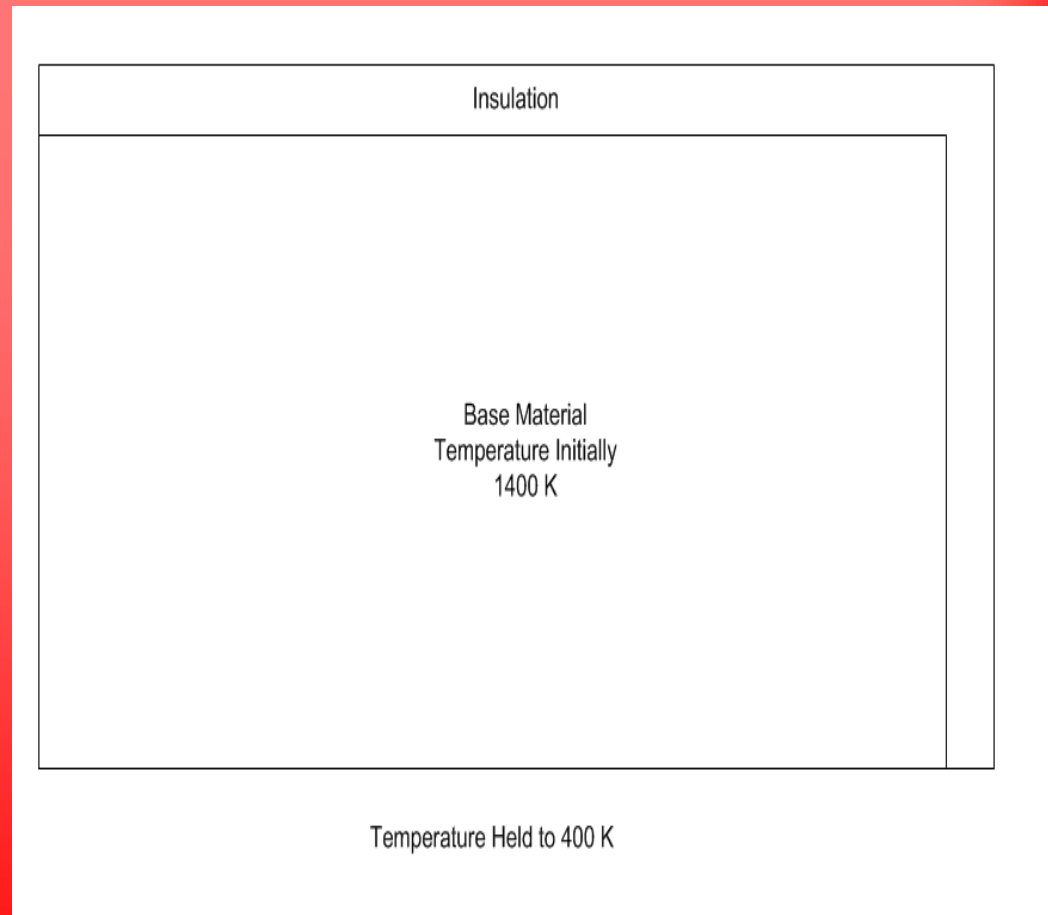 Insulation
Base Material
Temperature Initially
1400 K
Temperature Held to 400 K